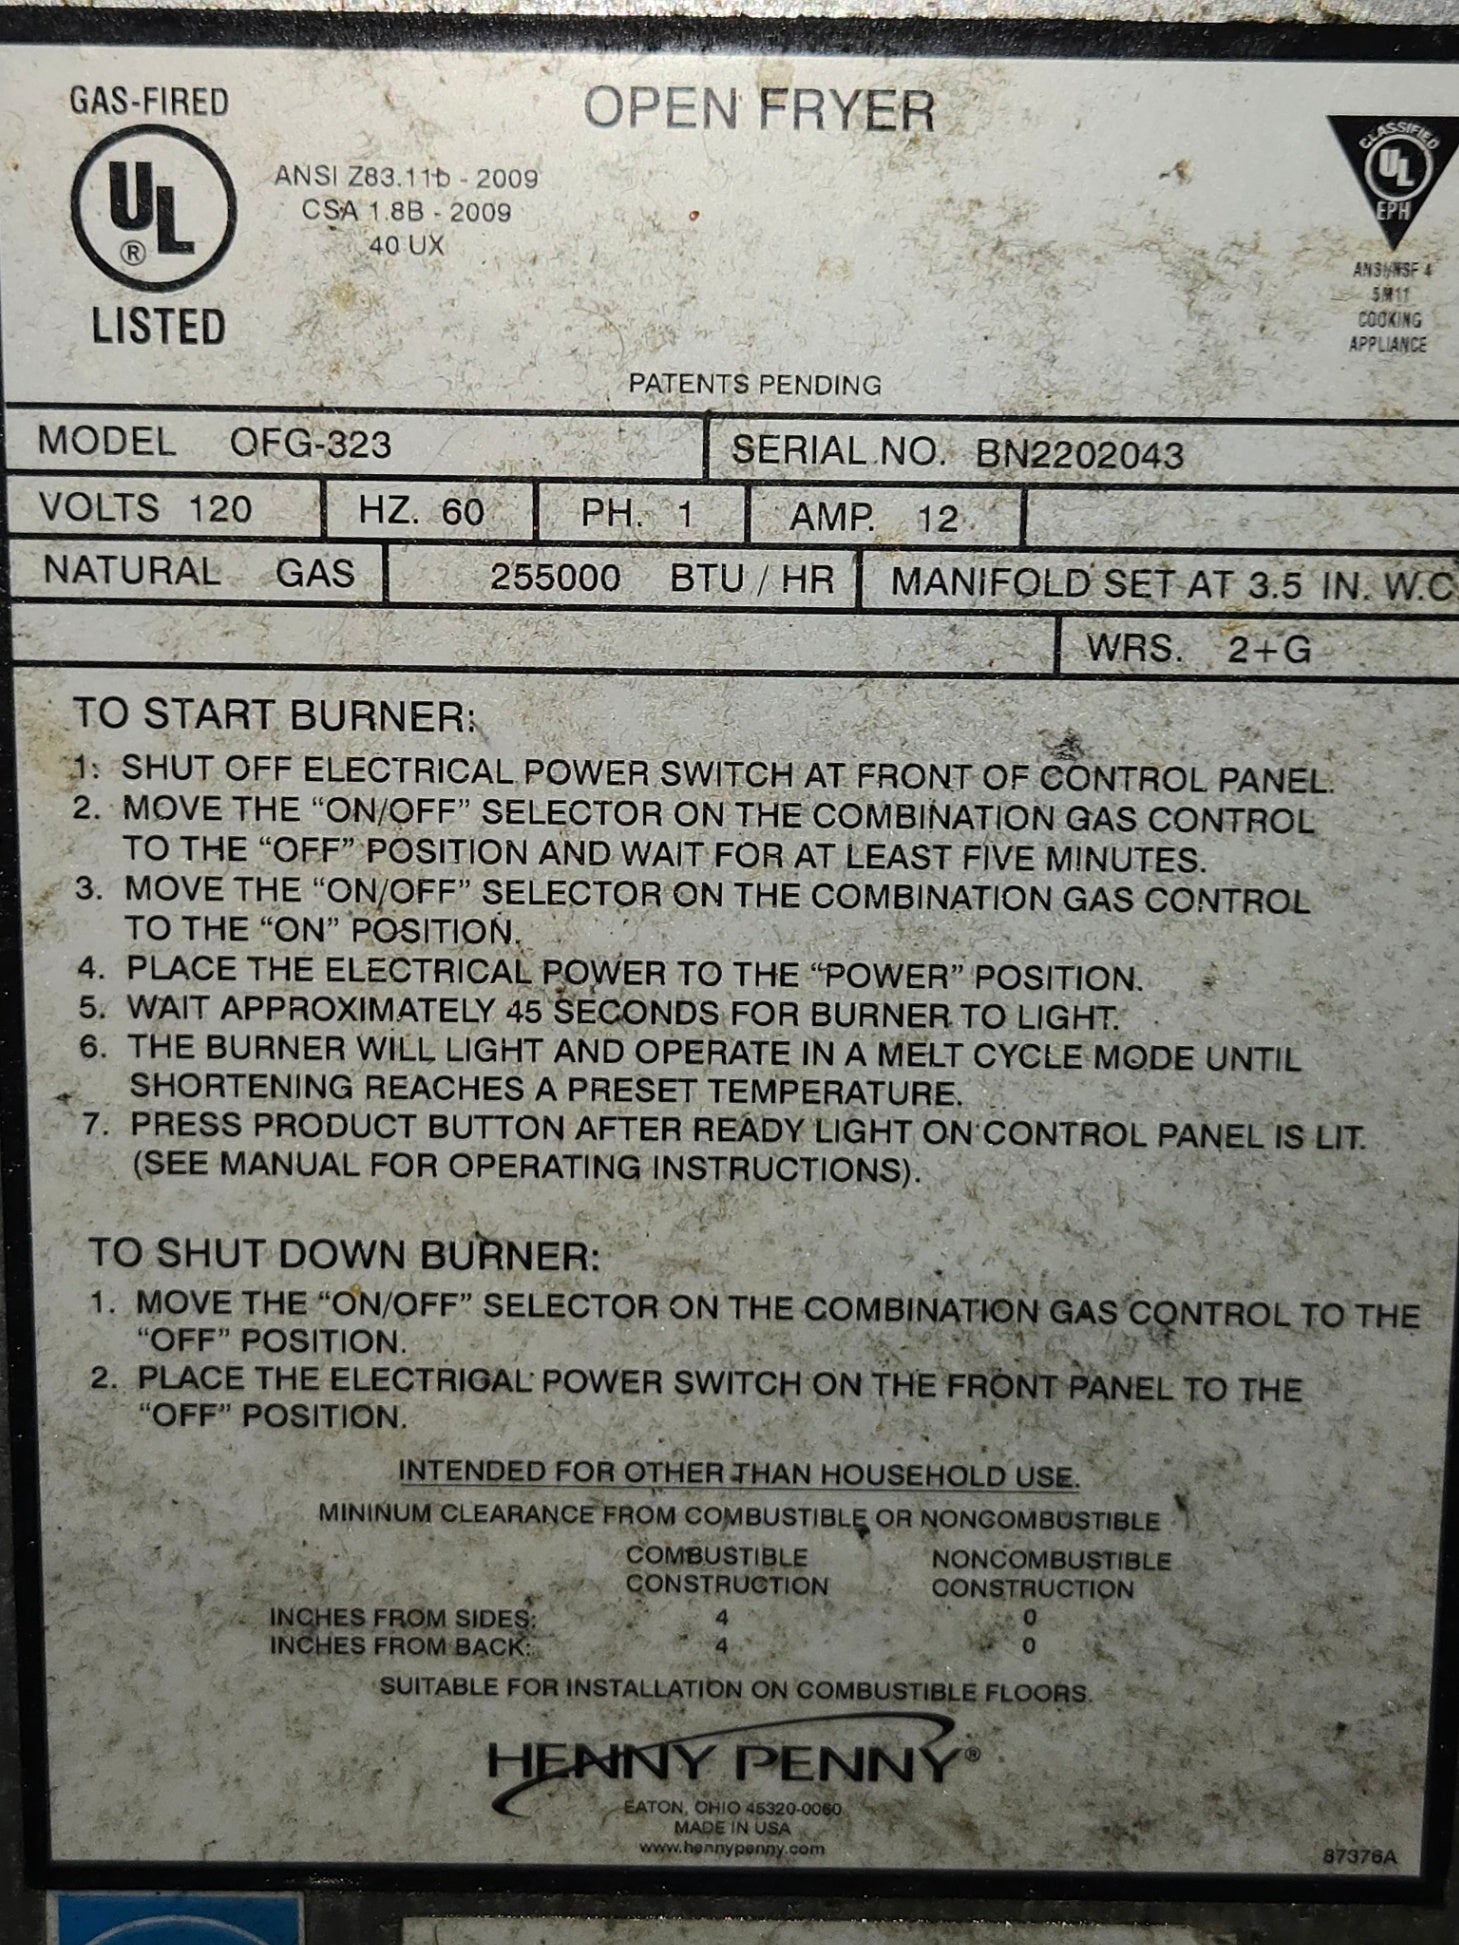 GAS-FIRED
UL
®
LISTED
ANSI Z83.11b - 2009
CSA 1.8B - 2009
40 UX
OPEN FRYER
CLASSIFIED
UL
EPH
ANSI/NSF 4
5M11
COOKING
APPLIANCE
PATENTS PENDING
MODEL OFG-323 SERIAL NO. BN2202043
VOLTS 120 HZ. 60 PH. 1 AMP. 12
NATURAL GAS 255000 BTU / HR MANIFOLD SET AT 3.5 IN. W.C.
WRS. 2+G
TO START BURNER:
1. SHUT OFF ELECTRICAL POWER SWITCH AT FRONT OF CONTROL PANEL.
2. MOVE THE “ON/OFF” SELECTOR ON THE COMBINATION GAS CONTROL
TO THE “OFF” POSITION AND WAIT FOR AT LEAST FIVE MINUTES.
3. MOVE THE “ON/OFF” SELECTOR ON THE COMBINATION GAS CONTROL
TO THE “ON” POSITION.
4. PLACE THE ELECTRICAL POWER TO THE “POWER” POSITION.
5. WAIT APPROXIMATELY 45 SECONDS FOR BURNER TO LIGHT.
6. THE BURNER WILL LIGHT AND OPERATE IN A MELT CYCLE MODE UNTIL
SHORTENING REACHES A PRESET TEMPERATURE.
7. PRESS PRODUCT BUTTON AFTER READY LIGHT ON CONTROL PANEL IS LIT.
(SEE MANUAL FOR OPERATING INSTRUCTIONS).
TO SHUT DOWN BURNER:
1. MOVE THE “ON/OFF” SELECTOR ON THE COMBINATION GAS CONTROL TO THE
“OFF” POSITION.
2. PLACE THE ELECTRICAL POWER SWITCH ON THE FRONT PANEL TO THE
“OFF” POSITION.
INTENDED FOR OTHER THAN HOUSEHOLD USE.
MININUM CLEARANCE FROM COMBUSTIBLE OR NONCOMBUSTIBLE
COMBUSTIBLE NONCOMBUSTIBLE
CONSTRUCTION CONSTRUCTION
INCHES FROM SIDES: 4 0
INCHES FROM BACK: 4 0
SUITABLE FOR INSTALLATION ON COMBUSTIBLE FLOORS.
HENNY PENNY®
EATON, OHIO 45320-0060
MADE IN USA
www.hennypenny.com
87376A